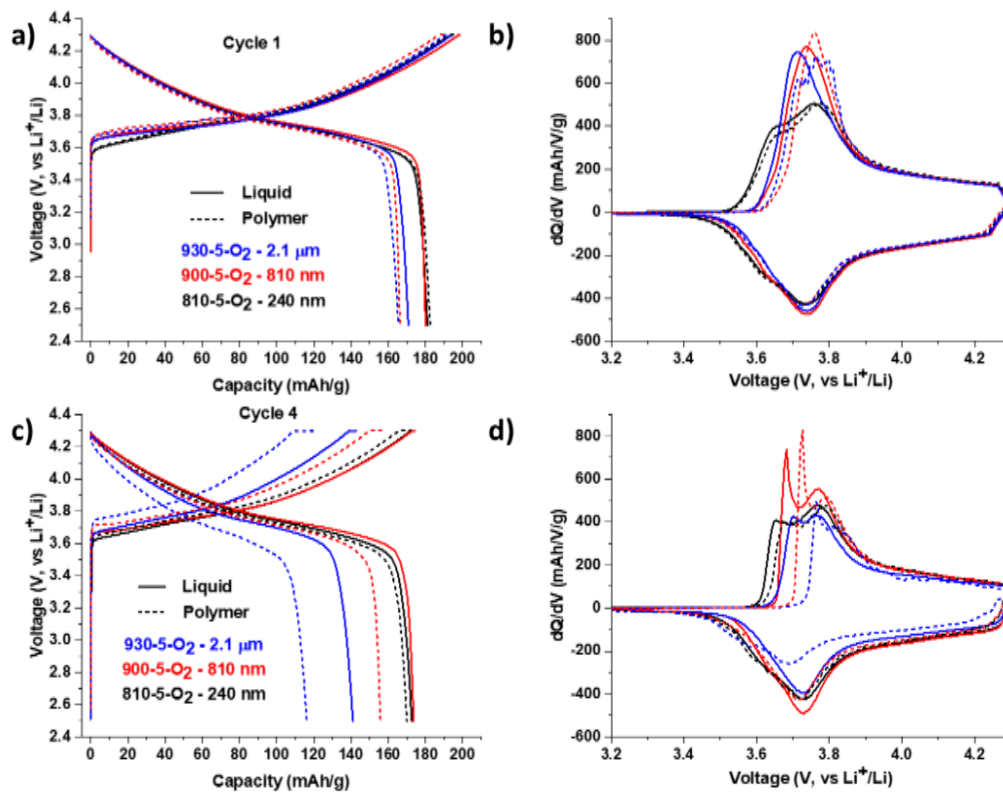 a)
Cycle 1
4.4
4.2
4.0
3.8
3.6
3.4
3.2
3.0
2.8
2.6
2.4
Voltage (V, vs Li⁺/Li)
Liquid
Polymer
930-5-O₂ - 2.1 μm
900-5-O₂ - 810 nm
810-5-O₂ - 240 nm
0 20 40 60 80 100 120 140 160 180 200
Capacity (mAh/g)
b)
800
600
400
200
0
-200
-400
-600
dQ/dV (mAh/V/g)
3.2 3.4 3.6 3.8 4.0 4.2
Voltage (V, vs Li⁺/Li)
c)
Cycle 4
4.4
4.2
4.0
3.8
3.6
3.4
3.2
3.0
2.8
2.6
2.4
Voltage (V, vs Li⁺/Li)
Liquid
Polymer
930-5-O₂ - 2.1 μm
900-5-O₂ - 810 nm
810-5-O₂ - 240 nm
0 20 40 60 80 100 120 140 160 180 200
Capacity (mAh/g)
d)
800
600
400
200
0
-200
-400
-600
dQ/dV (mAh/V/g)
3.2 3.4 3.6 3.8 4.0 4.2
Voltage (V, vs Li⁺/Li)